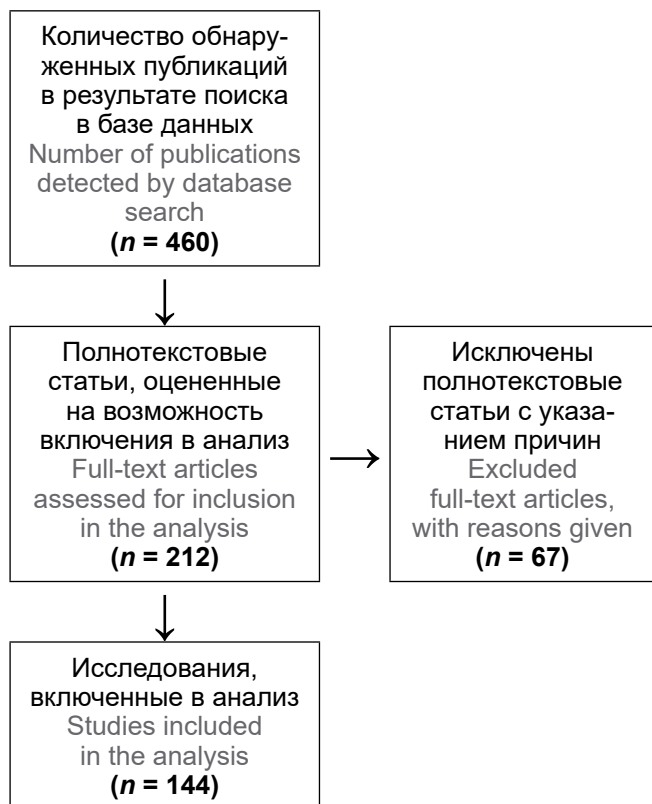 Количество обнару-
женных публикаций
в результате поиска
в базе данных
Number of publications
detected by database
search
(n = 460)
Полнотекстовые
статьи, оцененные
на возможность
включения в анализ
Full-text articles
assessed for inclusion
in the analysis
(n = 212)
Исключены
полнотекстовые
статьи с указа-
нием причин
Excluded
full-text articles,
with reasons given
(n = 67)
Исследования,
включенные в анализ
Studies included
in the analysis
(n = 144)